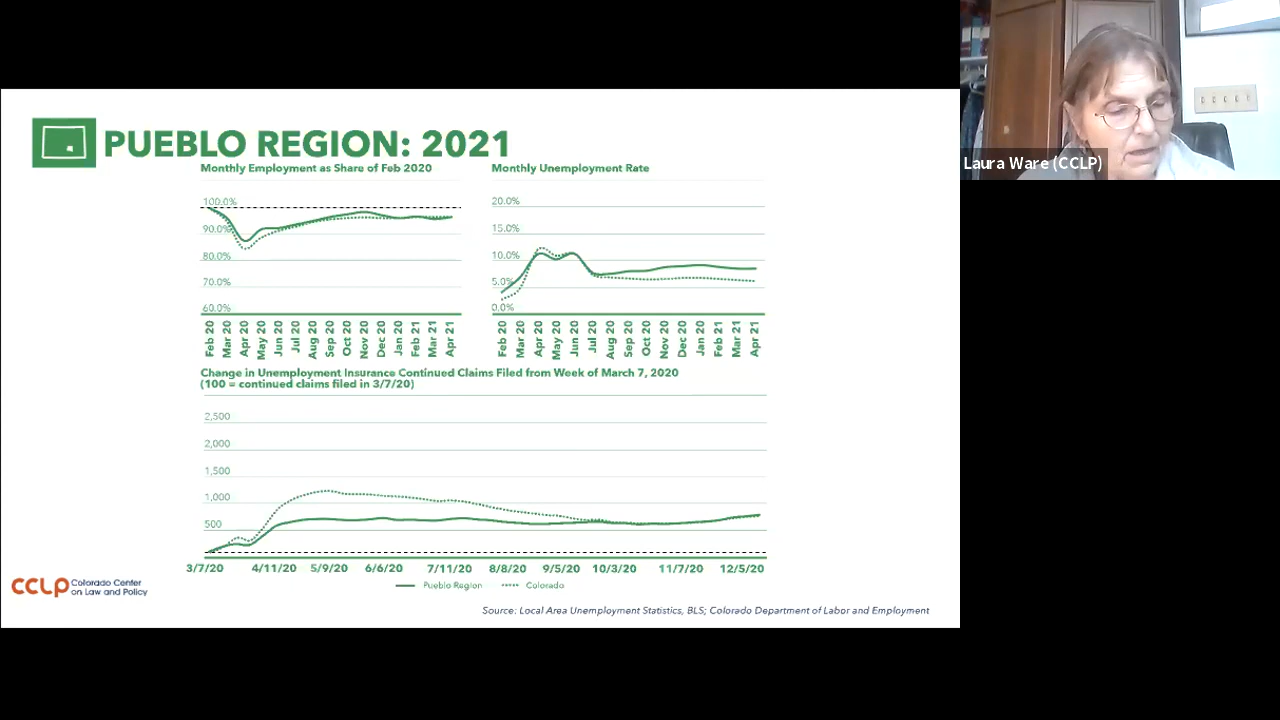 PUEBLO REGION: 2021
Monthly Employment as Share of Feb 2020
100.0%
90.0%
80.0%
70.0%
60.0%
Feb 20
Mar 20
Apr 20
May 20
Jun 20
Jul 20
Aug 20
Sep 20
Oct 20
Nov 20
Dec 20
Jan 20
Feb 21
Mar 21
Apr 21
Monthly Unemployment Rate
20.0%
15.0%
10.0%
5.0%
0.0%
Feb 20
Mar 20
Apr 20
May 20
Jun 20
Jul 20
Aug 20
Sep 20
Oct 20
Nov 20
Dec 20
Jan 20
Feb 21
Mar 21
Apr 21
Change in Unemployment Insurance Continued Claims Filed from Week of March 7, 2020
(100 = continued claims filed in 3/7/20)
2,500
2,000
1,500
1,000
500
3/7/20 4/11/20 5/9/20 6/6/20 7/11/20 8/8/20 9/5/20 10/3/20 11/7/20 12/5/20
Pueblo Region Colorado
CCLP Colorado Center
on Law and Policy
Source: Local Area Unemployment Statistics, BLS; Colorado Department of Labor and Employment
Laura Ware (CCLP)